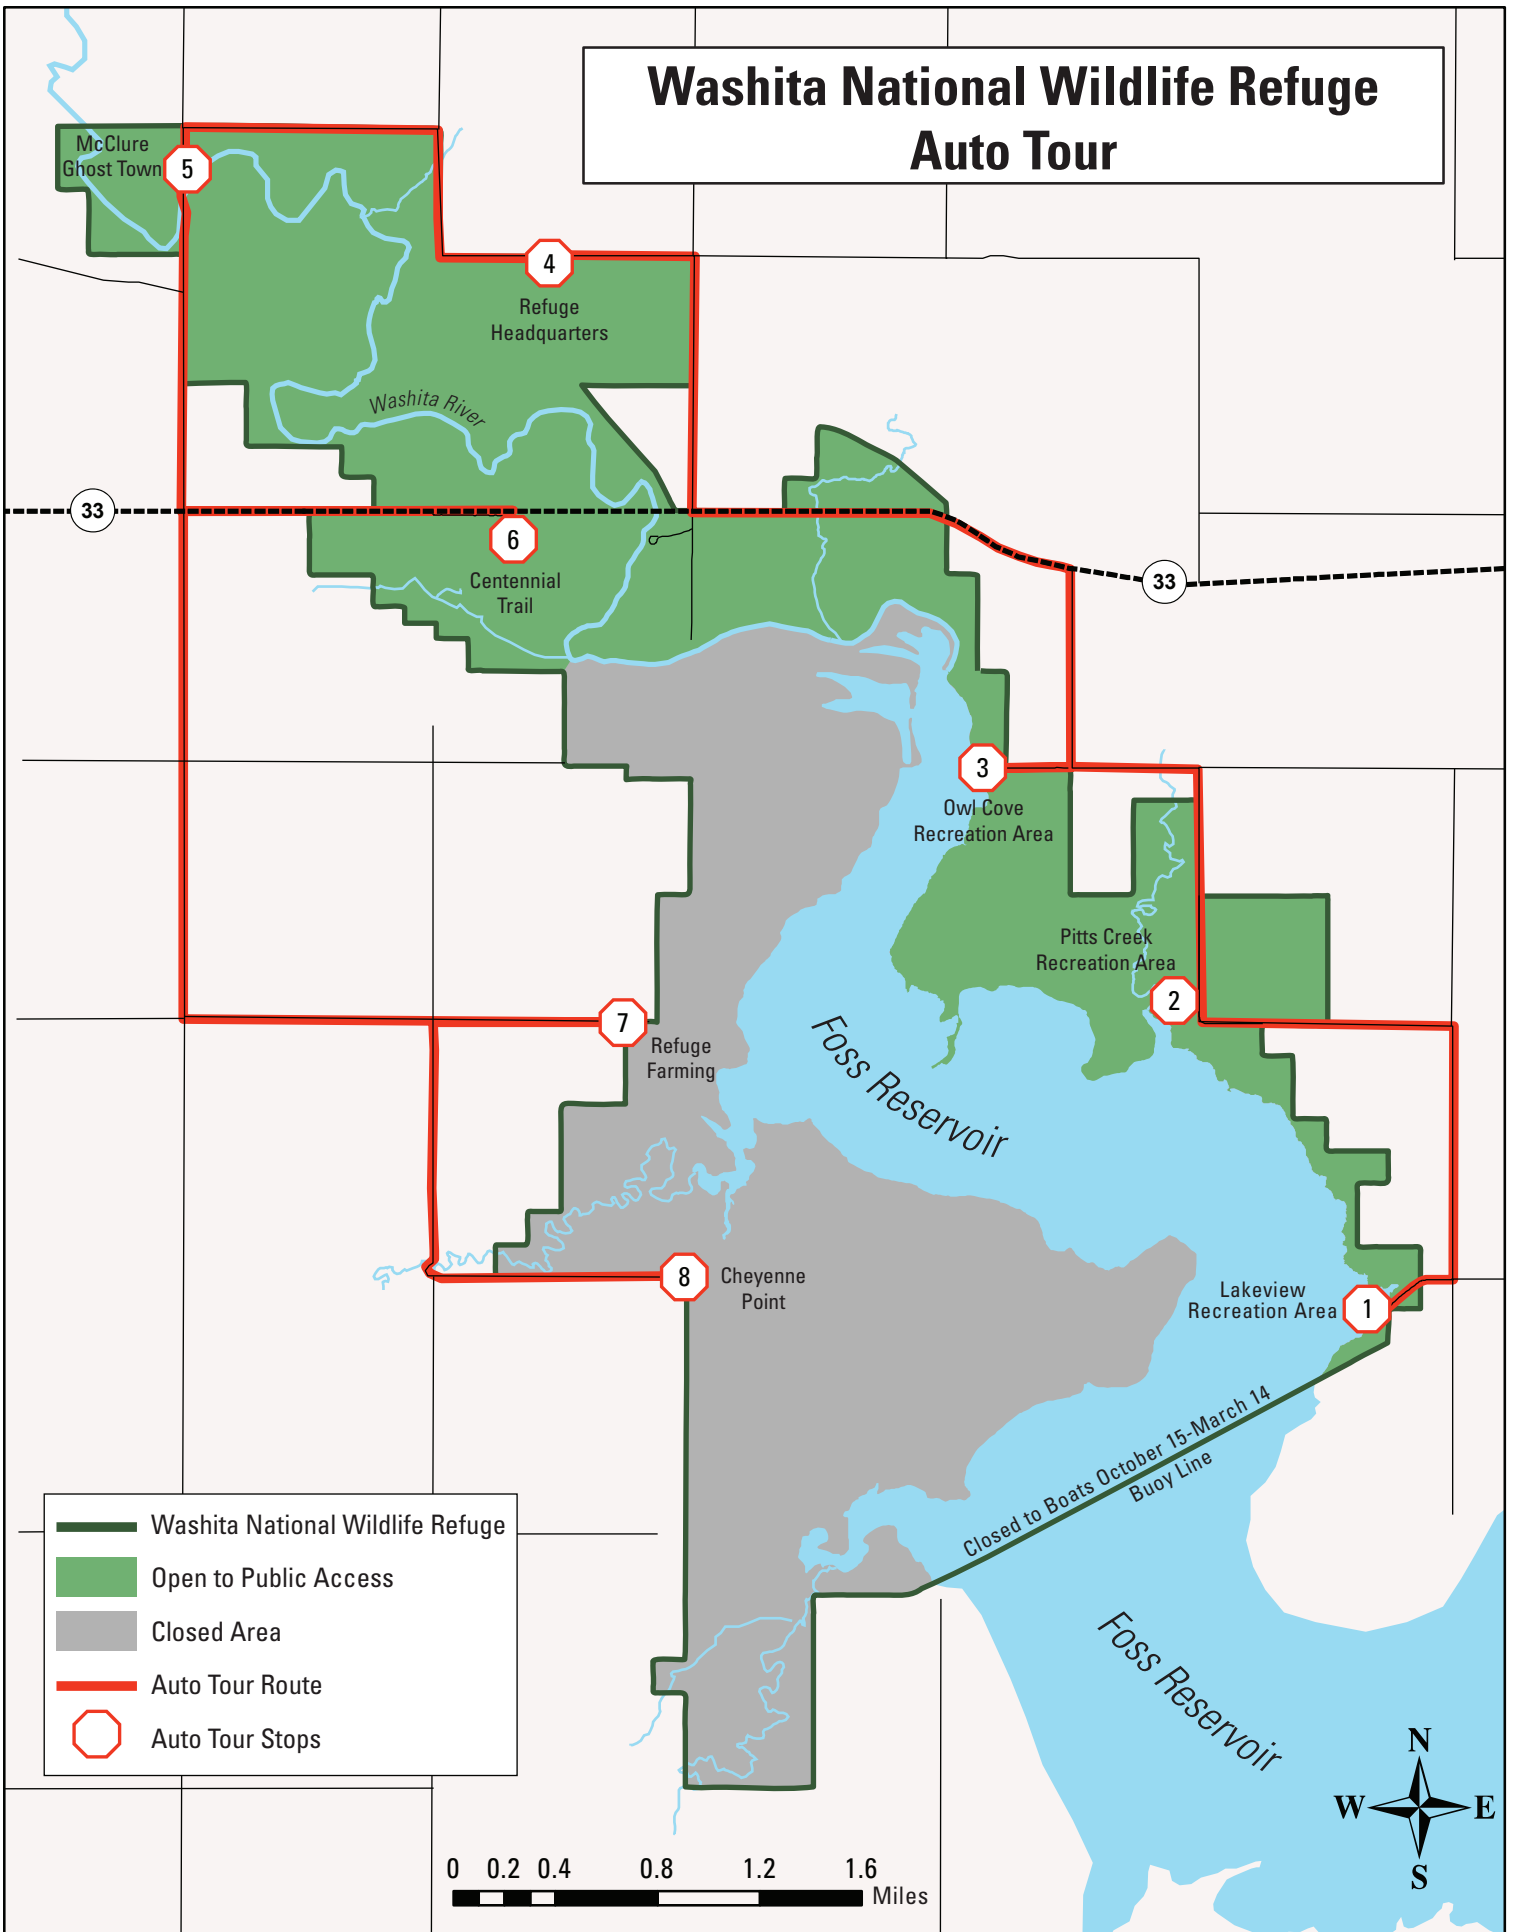 Washita National Wildlife Refuge
Auto Tour
McClure
Ghost Town
5
4
Refuge
Headquarters
Washita River
33
6
Centennial
Trail
33
3
Owl Cove
Recreation Area
Pitts Creek
Recreation Area
2
7
Refuge
Farming
Foss Reservoir
8
Cheyenne
Point
Lakeview
Recreation Area
1
Closed to Boats October 15-March 14
Buoy Line
Washita National Wildlife Refuge
Open to Public Access
Closed Area
Auto Tour Route
Auto Tour Stops
Foss Reservoir
N
W
E
S
0 0.2 0.4 0.8 1.2 1.6
Miles